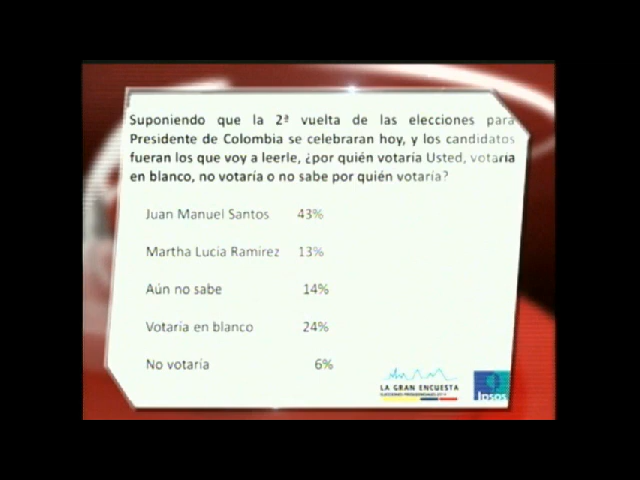 Suponiendo que la 2ª vuelta de las elecciones para
Presidente de Colombia se celebraran hoy, y los candidatos
fueran los que voy a leerle, ¿por quién votaría Usted, votaría
en blanco, no votaría o no sabe por quién votaría?
Juan Manuel Santos 43%
Martha Lucia Ramirez 13%
Aún no sabe 14%
Votaría en blanco 24%
No votaría 6%
LA GRAN ENCUESTA
Ipsos